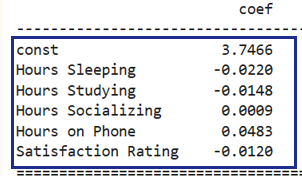 coef
const 3.7466
Hours Sleeping -0.0220
Hours Studying -0.0148
Hours Socializing 0.0009
Hours on Phone 0.0483
Satisfaction Rating -0.0120